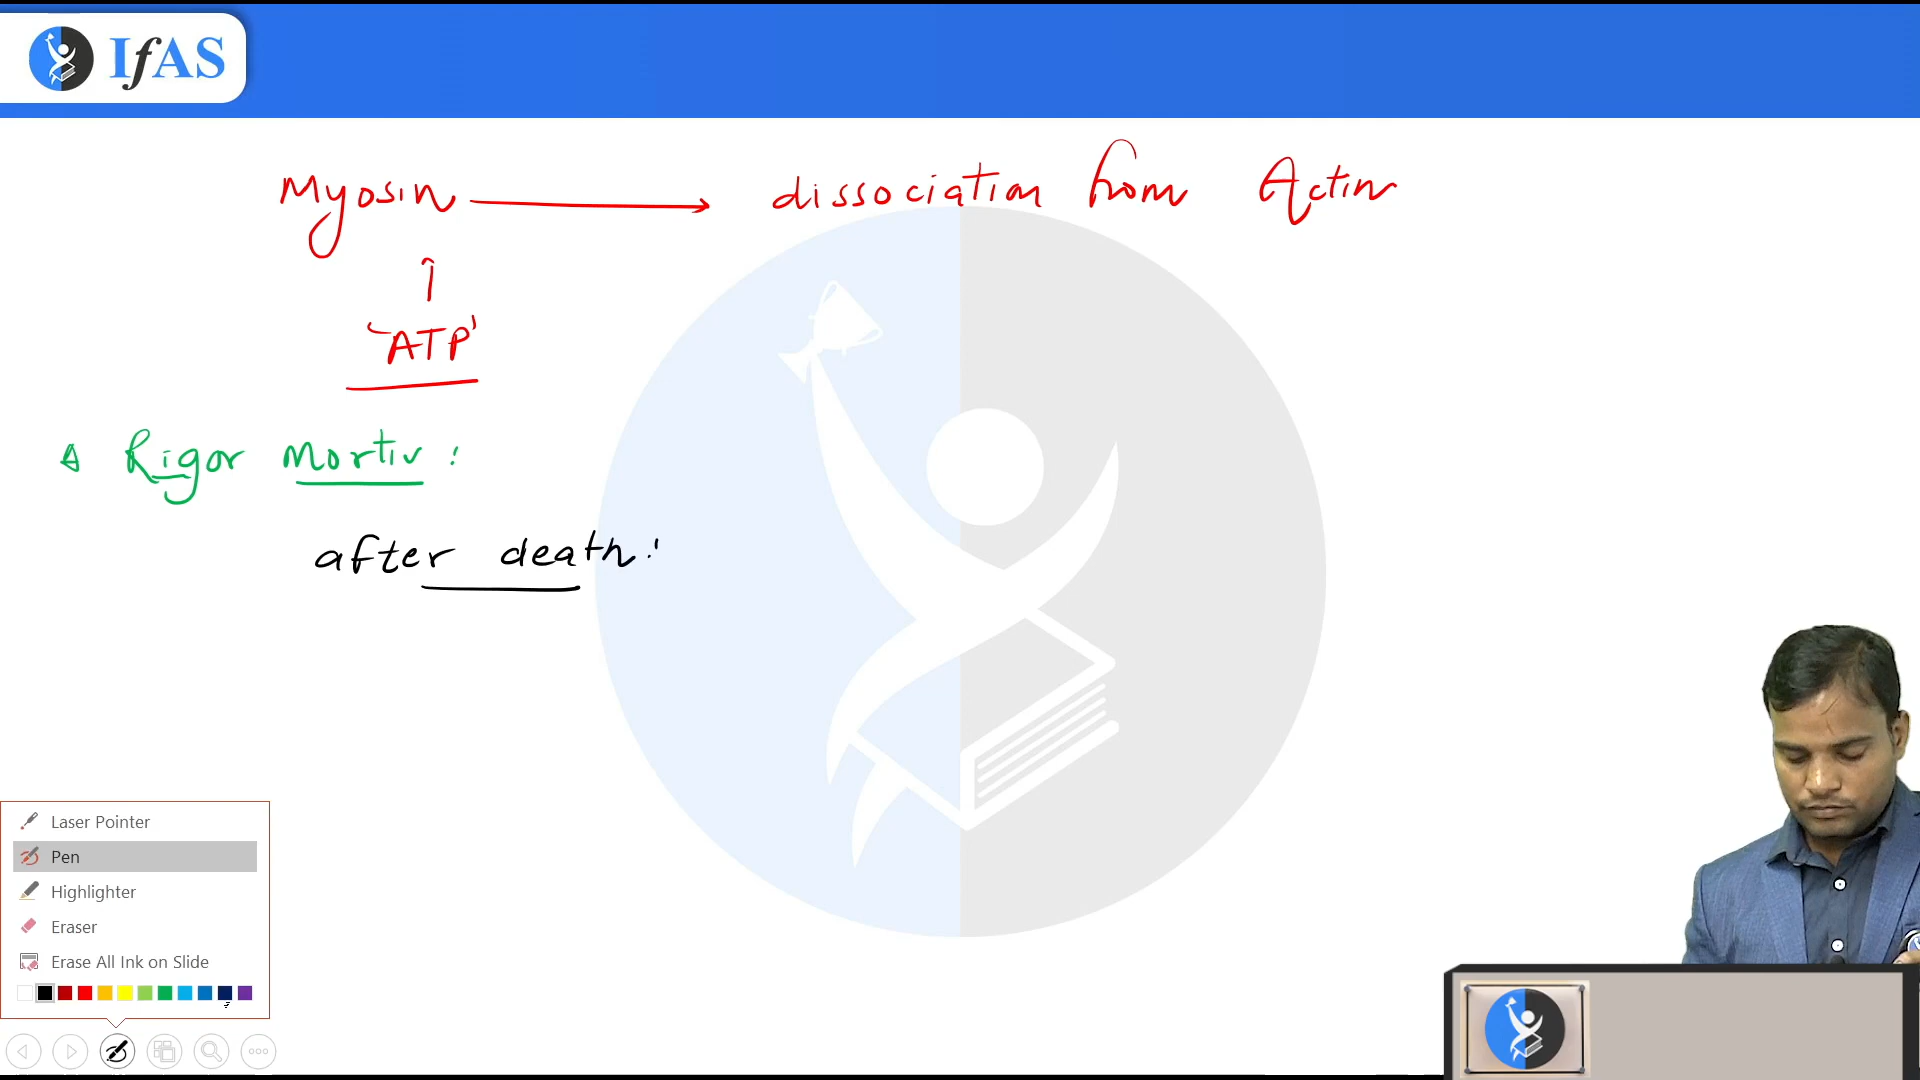 IfAS
Myosin → dissociation from Actin
↑
'ATP'
Rigor Mortis :
after death :
Laser Pointer
Pen
Highlighter
Eraser
Erase All Ink on Slide